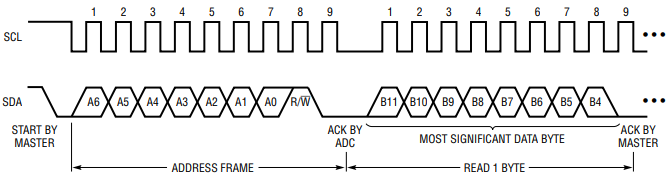 1 2 3 4 5 6 7 8 9 1 2 3 4 5 6 7 8 9
SCL
SDA A6 A5 A4 A3 A2 A1 A0 R/W̅ B11 B10 B9 B8 B7 B6 B5 B4
START BY
MASTER
ACK BY
ADC
MOST SIGNIFICANT DATA BYTE
ACK BY
MASTER
ADDRESS FRAME
READ 1 BYTE